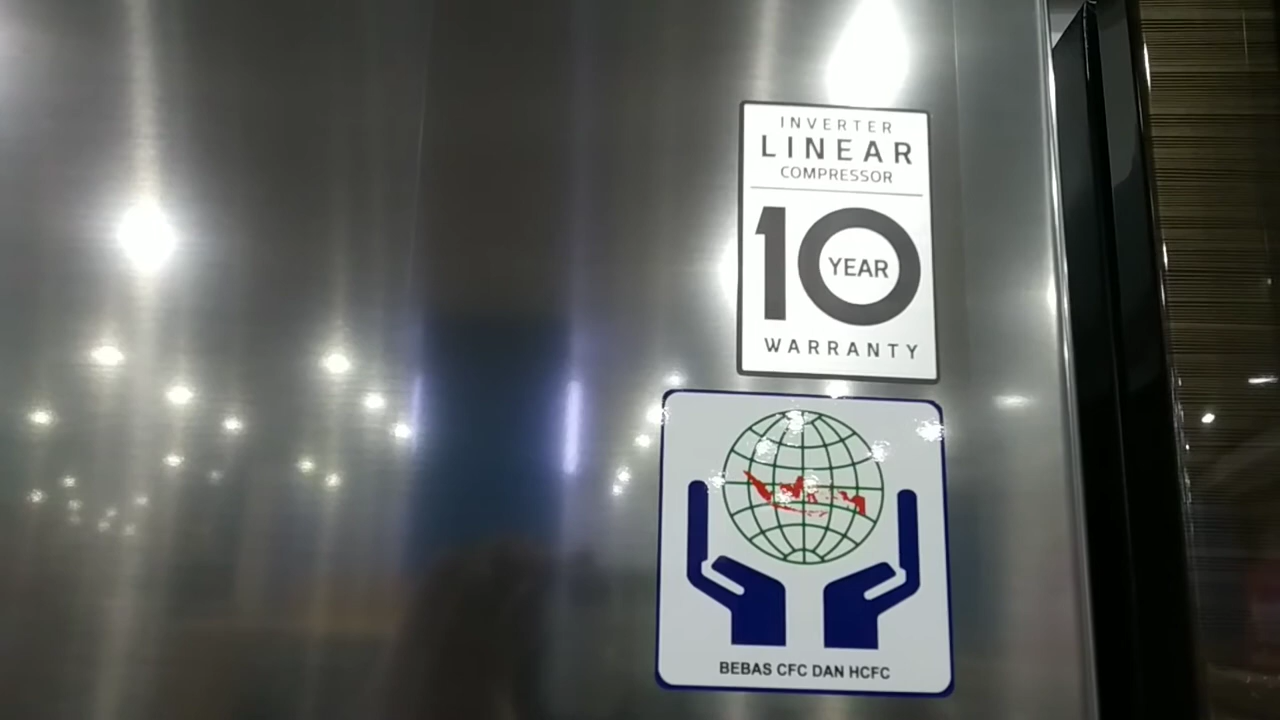 INVERTER
LINEAR
COMPRESSOR
10
YEAR
WARRANTY
BEBAS CFC DAN HCFC